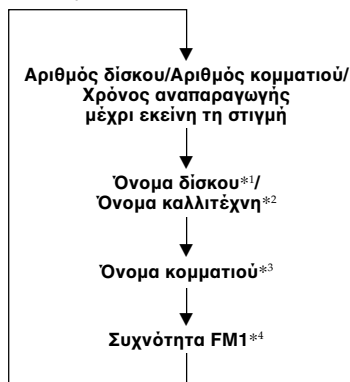 Αριθμός δίσκου/Αριθμός κομματιού/
Χρόνος αναπαραγωγής
μέχρι εκείνη τη στιγμή
Όνομα δίσκου*1/
Όνομα καλλιτέχνη*2
Όνομα κομματιού*3
Συχνότητα FM1*4